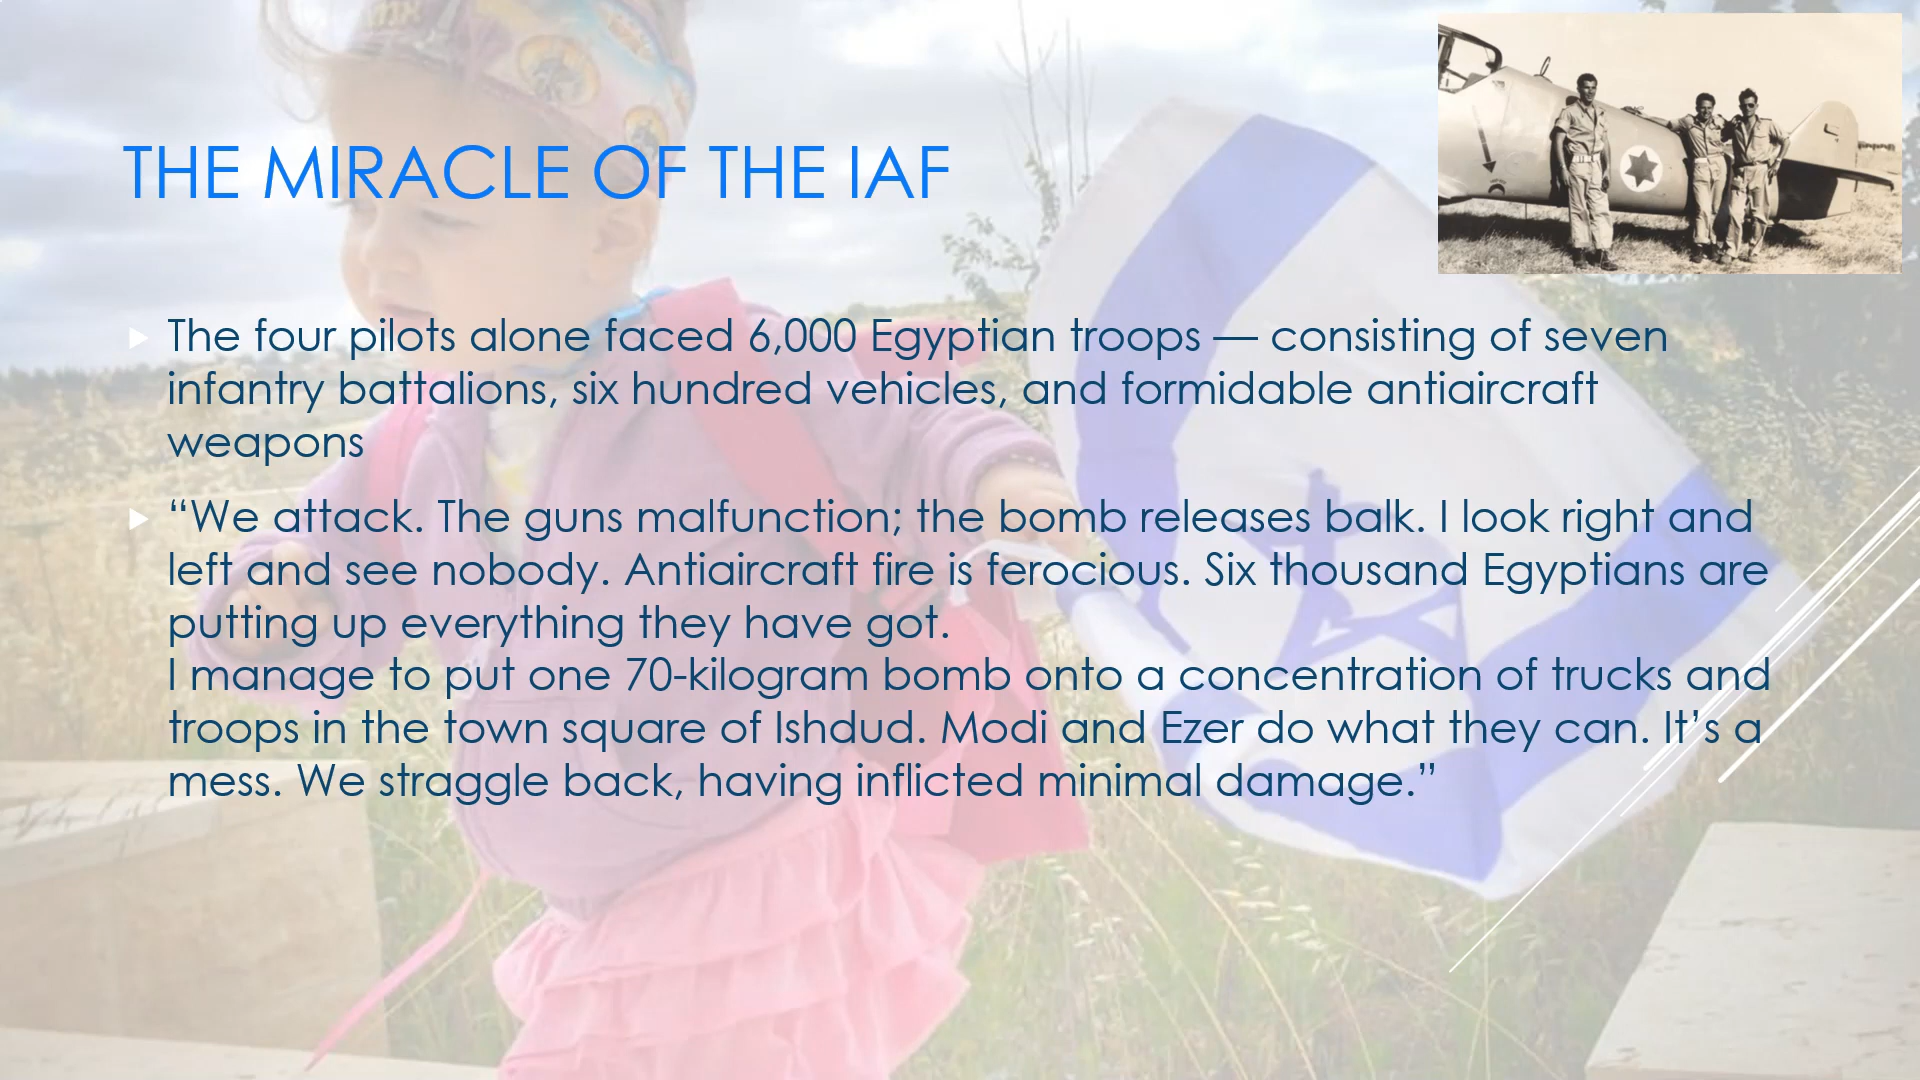 THE MIRACLE OF THE IAF
The four pilots alone faced 6,000 Egyptian troops — consisting of seven
infantry battalions, six hundred vehicles, and formidable antiaircraft
weapons
“We attack. The guns malfunction; the bomb releases balk. I look right and
left and see nobody. Antiaircraft fire is ferocious. Six thousand Egyptians are
putting up everything they have got.
I manage to put one 70-kilogram bomb onto a concentration of trucks and
troops in the town square of Ishdud. Modi and Ezer do what they can. It’s a
mess. We straggle back, having inflicted minimal damage.”